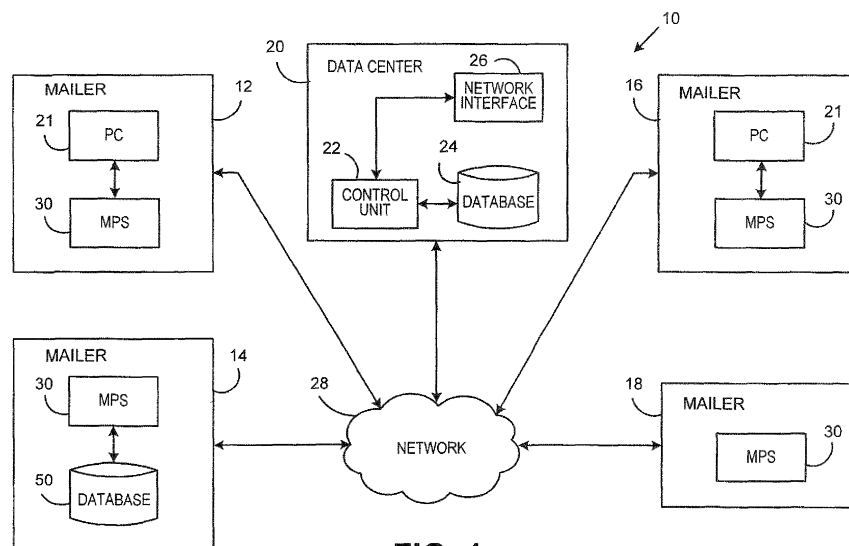 10
20
DATA CENTER
26
NETWORK
INTERFACE
22
CONTROL
UNIT
24
DATABASE
MAILER
12
21
PC
30
MPS
16
MAILER
21
PC
30
MPS
MAILER
14
30
MPS
50
DATABASE
28
NETWORK
18
MAILER
30
MPS